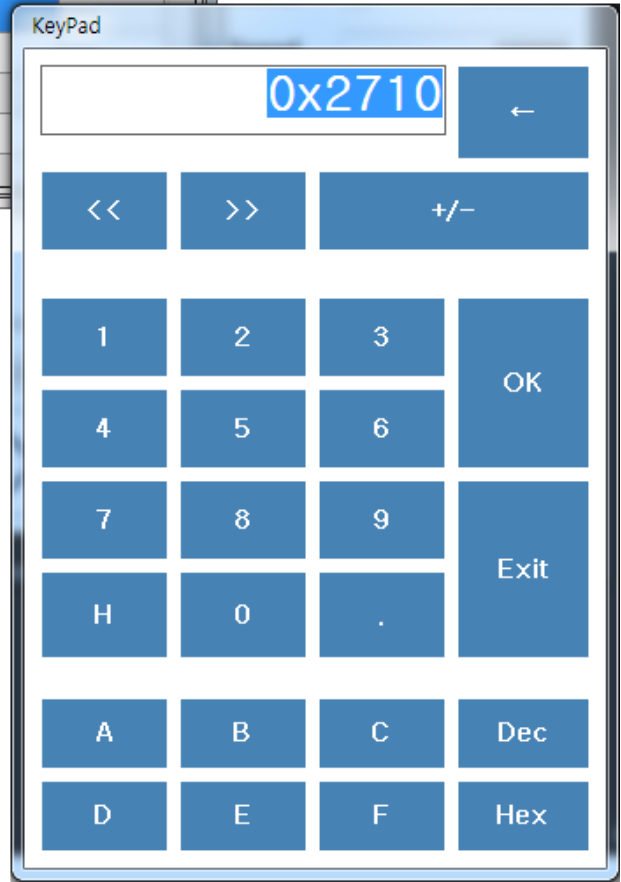 KeyPad
0x2710 ←
<< >> +/-
1 2 3
OK
4 5 6
7 8 9
Exit
H 0 .
A B C Dec
D E F Hex